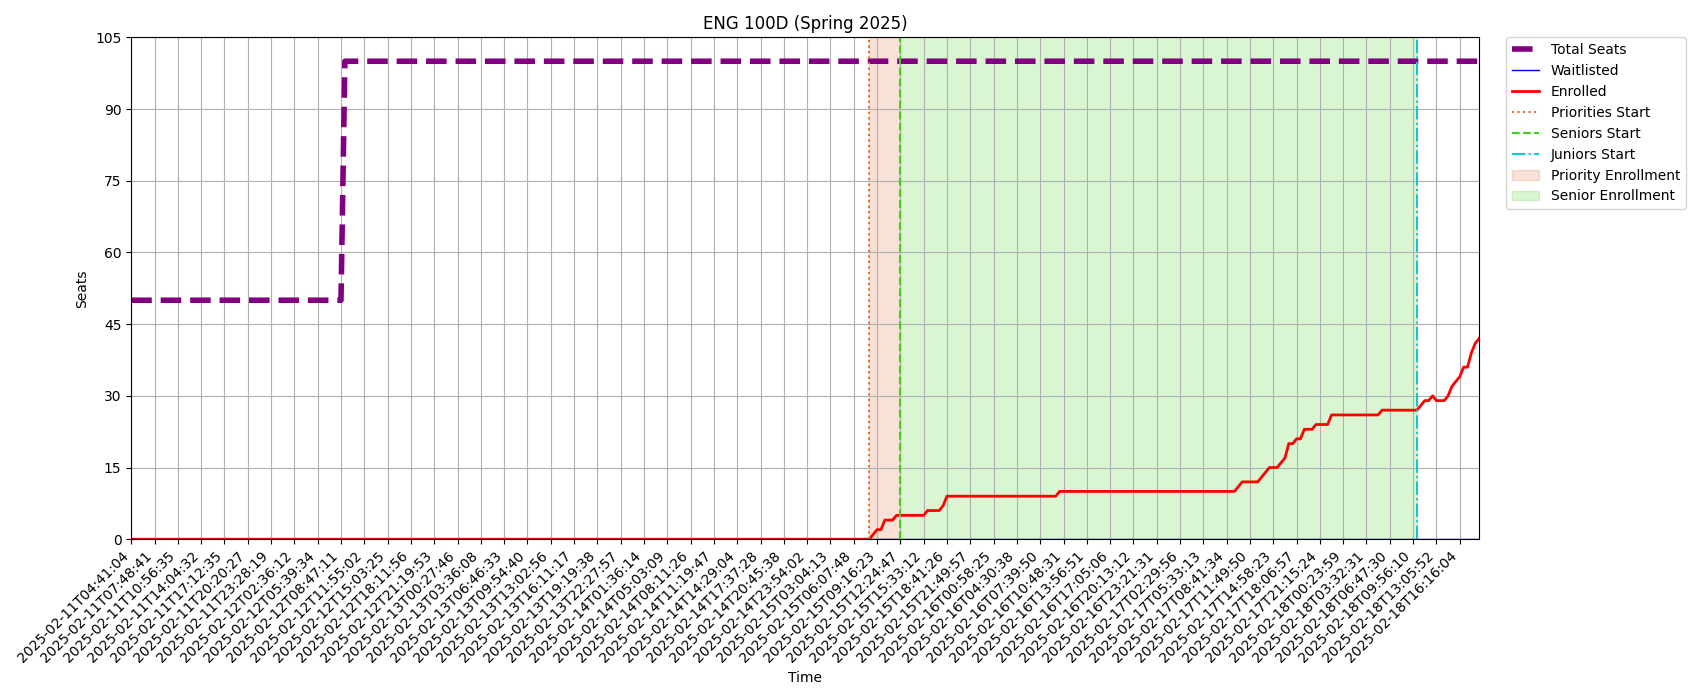 ENG 100D (Spring 2025)
105
90
75
60
45
30
15
0
Seats
Total Seats
Waitlisted
Enrolled
Priorities Start
Seniors Start
Juniors Start
Priority Enrollment
Senior Enrollment
2025-02-11T04:41:04
2025-02-11T07:48:41
2025-02-11T10:56:35
2025-02-11T14:04:32
2025-02-11T17:12:35
2025-02-11T20:20:27
2025-02-11T23:28:19
2025-02-12T02:36:12
2025-02-12T05:39:34
2025-02-12T08:47:11
2025-02-12T11:55:02
2025-02-12T15:03:25
2025-02-12T18:11:56
2025-02-12T21:19:53
2025-02-13T00:27:46
2025-02-13T03:36:08
2025-02-13T06:46:33
2025-02-13T09:54:40
2025-02-13T13:02:56
2025-02-13T16:11:17
2025-02-13T19:19:38
2025-02-13T22:27:57
2025-02-14T01:36:14
2025-02-14T05:03:09
2025-02-14T08:11:26
2025-02-14T11:19:47
2025-02-14T14:29:04
2025-02-14T17:37:28
2025-02-14T20:45:38
2025-02-14T23:54:02
2025-02-15T03:04:13
2025-02-15T06:07:48
2025-02-15T09:16:23
2025-02-15T12:24:47
2025-02-15T15:33:12
2025-02-15T18:41:26
2025-02-15T21:49:57
2025-02-16T00:58:25
2025-02-16T04:30:38
2025-02-16T07:39:50
2025-02-16T10:48:31
2025-02-16T13:56:51
2025-02-16T17:05:06
2025-02-16T20:13:12
2025-02-16T23:21:31
2025-02-17T02:29:56
2025-02-17T05:33:13
2025-02-17T08:41:34
2025-02-17T11:49:50
2025-02-17T14:58:23
2025-02-17T18:06:57
2025-02-17T21:15:24
2025-02-18T00:23:59
2025-02-18T03:32:31
2025-02-18T06:47:30
2025-02-18T09:56:10
2025-02-18T13:05:52
2025-02-18T16:16:04
Time